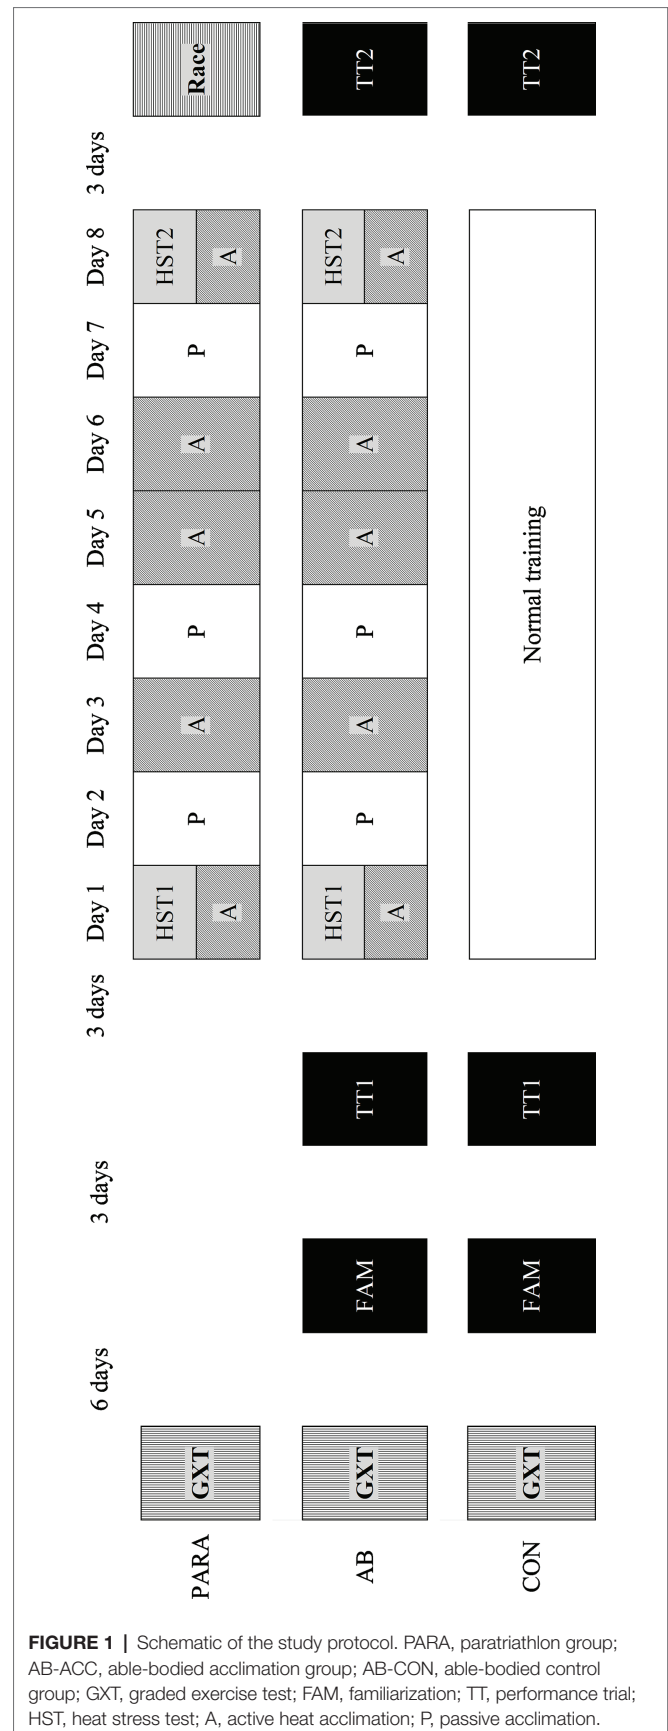 6 days
3 days
3 days
Day 1
Day 2
Day 3
Day 4
Day 5
Day 6
Day 7
Day 8
3 days
PARA
GXT
HST1
A
P
A
P
A
A
P
HST2
A
Race
AB
GXT
FAM
TT1
HST1
A
P
A
P
A
A
P
HST2
A
TT2
CON
GXT
FAM
TT1
Normal training
TT2
FIGURE 1 | Schematic of the study protocol. PARA, paratriathlon group;
AB-ACC, able-bodied acclimation group; AB-CON, able-bodied control
group; GXT, graded exercise test; FAM, familiarization; TT, performance trial;
HST, heat stress test; A, active heat acclimation; P, passive acclimation.